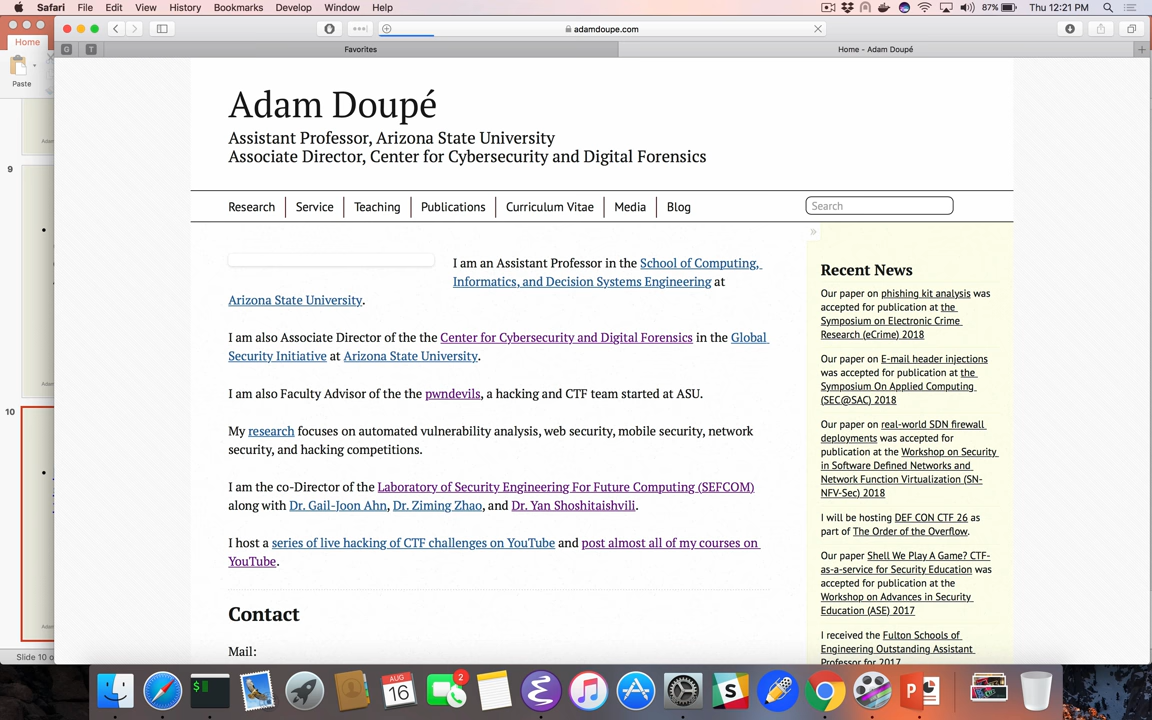 Safari File Edit View History Bookmarks Develop Window Help 87% Thu 12:21 PM
Home
Paste
adamdoupe.com
G T Favorites Home - Adam Doupé
Adam Doupé
Assistant Professor, Arizona State University
Associate Director, Center for Cybersecurity and Digital Forensics
Research Service Teaching Publications Curriculum Vitae Media Blog Search
I am an Assistant Professor in the School of Computing,
Informatics, and Decision Systems Engineering at
Arizona State University.
I am also Associate Director of the the Center for Cybersecurity and Digital Forensics in the Global
Security Initiative at Arizona State University.
I am also Faculty Advisor of the the pwndevils, a hacking and CTF team started at ASU.
My research focuses on automated vulnerability analysis, web security, mobile security, network
security, and hacking competitions.
I am the co-Director of the Laboratory of Security Engineering For Future Computing (SEFCOM)
along with Dr. Gail-Joon Ahn, Dr. Ziming Zhao, and Dr. Yan Shoshitaishvili.
I host a series of live hacking of CTF challenges on YouTube and post almost all of my courses on
YouTube.
Contact
Mail:
»
Recent News
Our paper on phishing kit analysis was
accepted for publication at the
Symposium on Electronic Crime
Research (eCrime) 2018
Our paper on E-mail header injections
was accepted for publication at the
Symposium On Applied Computing
(SEC@SAC) 2018
Our paper on real-world SDN firewall
deployments was accepted for
publication at the Workshop on Security
in Software Defined Networks and
Network Function Virtualization (SN-
NFV-Sec) 2018
I will be hosting DEF CON CTF 26 as
part of The Order of the Overflow.
Our paper Shell We Play A Game? CTF-
as-a-service for Security Education was
accepted for publication at the
Workshop on Advances in Security
Education (ASE) 2017
I received the Fulton Schools of
Engineering Outstanding Assistant
Professor for 2017
9
10
Slide 10 o
AUG
16
2